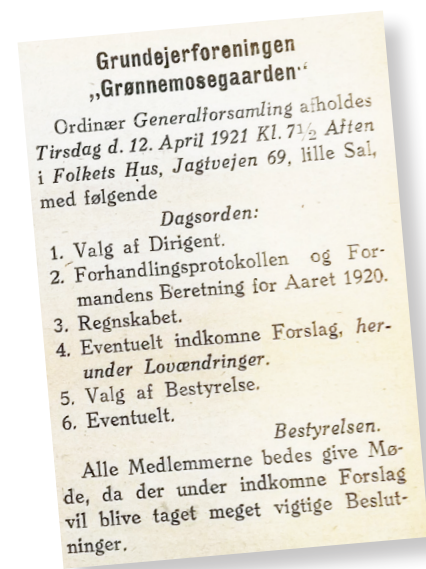 Grundejerforeningen
„Grønnemosegaarden“
Ordinær Generalforsamling afholdes
Tirsdag d. 12. April 1921 Kl. 7½ Aften
i Folkets Hus, Jagtvejen 69, lille Sal,
med følgende
Dagsorden:
1. Valg af Dirigent.
2. Forhandlingsprotokollen og For-
mandens Beretning for Aaret 1920.
3. Regnskabet.
4. Eventuelt indkomne Forslag, her-
under Lovændringer.
5. Valg af Bestyrelse.
6. Eventuelt.
Bestyrelsen.
Alle Medlemmerne bedes give Mø-
de, da der under indkomne Forslag
vil blive taget meget vigtige Beslut-
ninger.